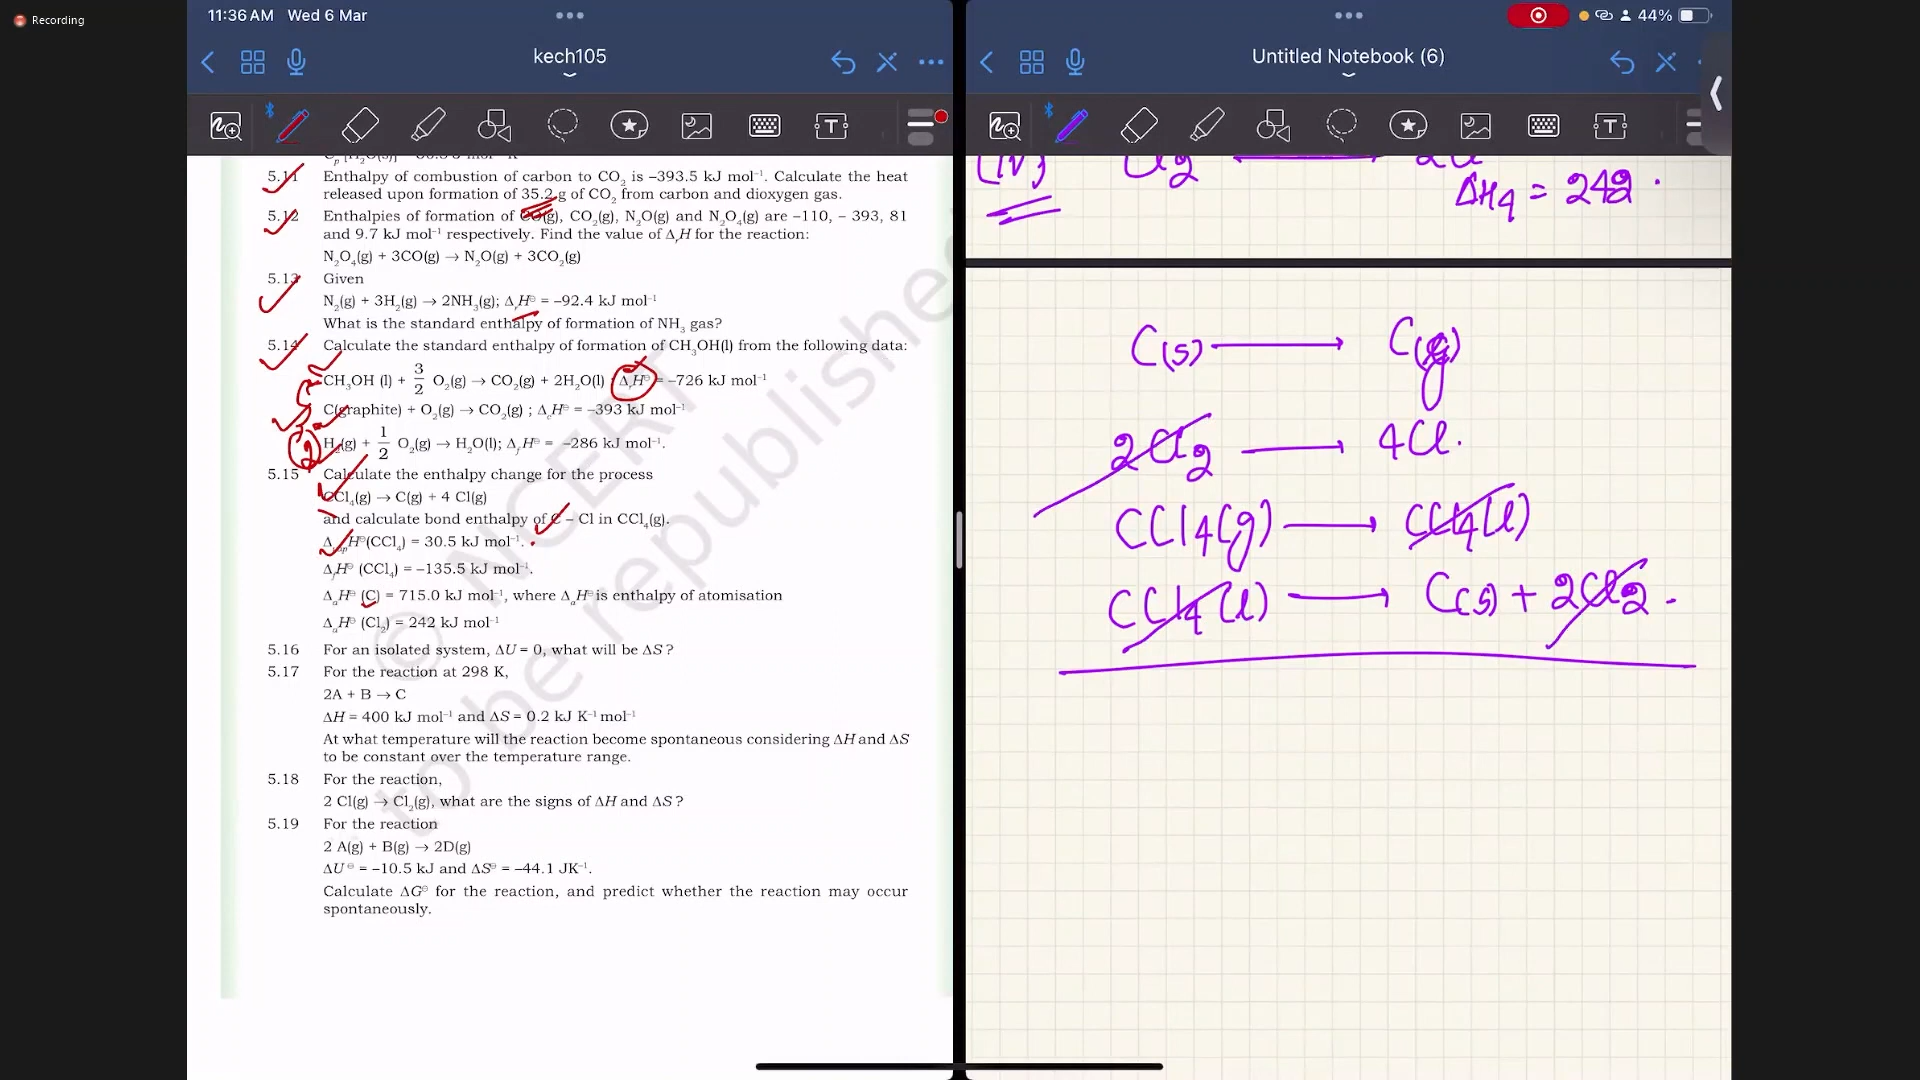 Recording
11:36 AM Wed 6 Mar
44%
kech105
Untitled Notebook (6)
5.11 Enthalpy of combustion of carbon to CO₂ is –393.5 kJ mol⁻¹. Calculate the heat
released upon formation of 35.2 g of CO₂ from carbon and dioxygen gas.
5.12 Enthalpies of formation of CO(g), CO₂(g), N₂O(g) and N₂O₄(g) are –110, – 393, 81
and 9.7 kJ mol⁻¹ respectively. Find the value of ΔᵣH for the reaction:
N₂O₄(g) + 3CO(g) → N₂O(g) + 3CO₂(g)
5.13 Given
N₂(g) + 3H₂(g) → 2NH₃(g); ΔᵣH⊖ = –92.4 kJ mol⁻¹
What is the standard enthalpy of formation of NH₃ gas?
5.14 Calculate the standard enthalpy of formation of CH₃OH(l) from the following data:
CH₃OH (l) + 3/2 O₂(g) → CO₂(g) + 2H₂O(l) ΔᵣH⊖ = –726 kJ mol⁻¹
C(graphite) + O₂(g) → CO₂(g) ; Δ꜀H⊖ = –393 kJ mol⁻¹
2 H₂(g) + 1/2 O₂(g) → H₂O(l); Δ_fH⊖ = –286 kJ mol⁻¹.
5.15 Calculate the enthalpy change for the process
CCl₄(g) → C(g) + 4 Cl(g)
and calculate bond enthalpy of C – Cl in CCl₄(g).
ΔᵥₐₚH⊖(CCl₄) = 30.5 kJ mol⁻¹.
Δ_fH⊖ (CCl₄) = –135.5 kJ mol⁻¹.
ΔₐH⊖ (C) = 715.0 kJ mol⁻¹, where ΔₐH⊖ is enthalpy of atomisation
ΔₐH⊖ (Cl₂) = 242 kJ mol⁻¹
5.16 For an isolated system, ΔU = 0, what will be ΔS ?
5.17 For the reaction at 298 K,
2A + B → C
ΔH = 400 kJ mol⁻¹ and ΔS = 0.2 kJ K⁻¹ mol⁻¹
At what temperature will the reaction become spontaneous considering ΔH and ΔS
to be constant over the temperature range.
5.18 For the reaction,
2 Cl(g) → Cl₂(g), what are the signs of ΔH and ΔS ?
5.19 For the reaction
2 A(g) + B(g) → 2D(g)
ΔU⊖ = –10.5 kJ and ΔS⊖ = –44.1 JK⁻¹.
Calculate ΔG⊖ for the reaction, and predict whether the reaction may occur
spontaneously.
© NCERT
to be republished
(IV) Cl₂ → 2Cl
ΔH₄ = 242 .
C(s) → C(g)
2Cl₂ → 4Cl.
CCl₄(g) → CCl₄(l)
CCl₄(l) → C(s) + 2Cl₂ .